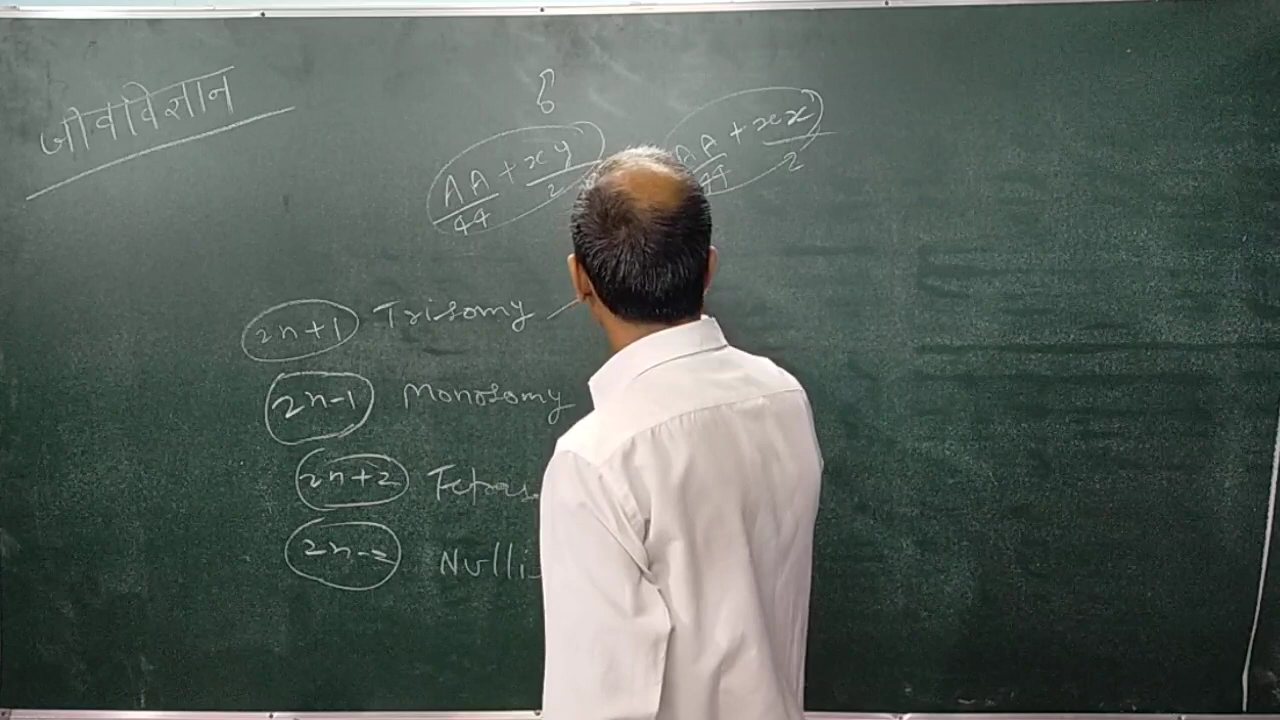 जीवविज्ञान
AA + xy
44 2
AA + xx
44 2
2n+1 Trisomy
2n-1 Monosomy
2n+2
2n-2 Nulli